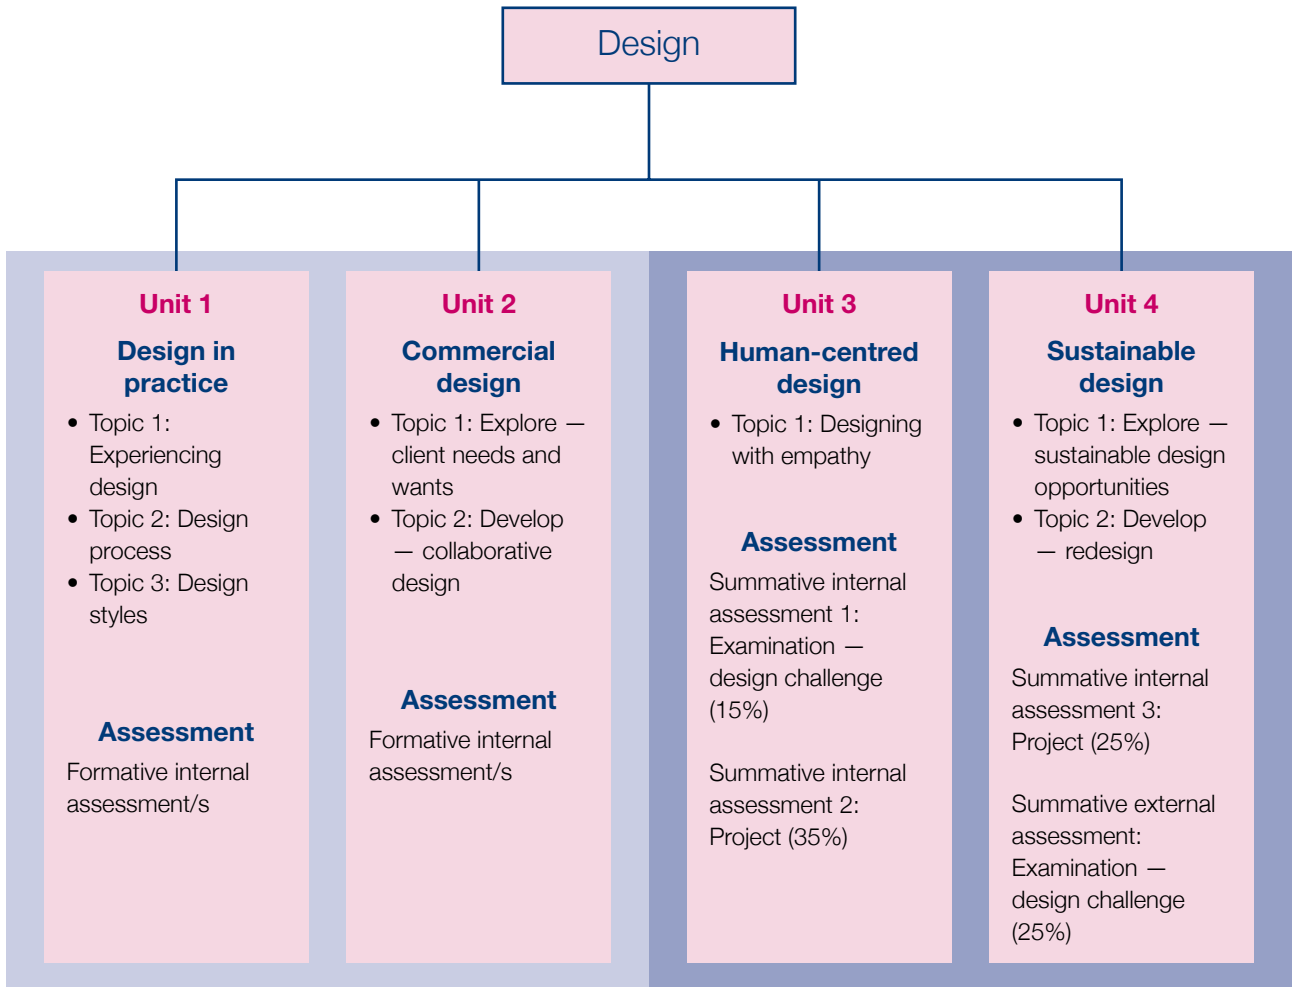 Design
Unit 1
Design in
practice
• Topic 1:
Experiencing
design
• Topic 2: Design
process
• Topic 3: Design
styles
Assessment
Formative internal
assessment/s
Unit 2
Commercial
design
• Topic 1: Explore —
client needs and
wants
• Topic 2: Develop
— collaborative
design
Assessment
Formative internal
assessment/s
Unit 3
Human-centred
design
• Topic 1: Designing
with empathy
Assessment
Summative internal
assessment 1:
Examination —
design challenge
(15%)
Summative internal
assessment 2:
Project (35%)
Unit 4
Sustainable
design
• Topic 1: Explore —
sustainable design
opportunities
• Topic 2: Develop
— redesign
Assessment
Summative internal
assessment 3:
Project (25%)
Summative external
assessment:
Examination —
design challenge
(25%)